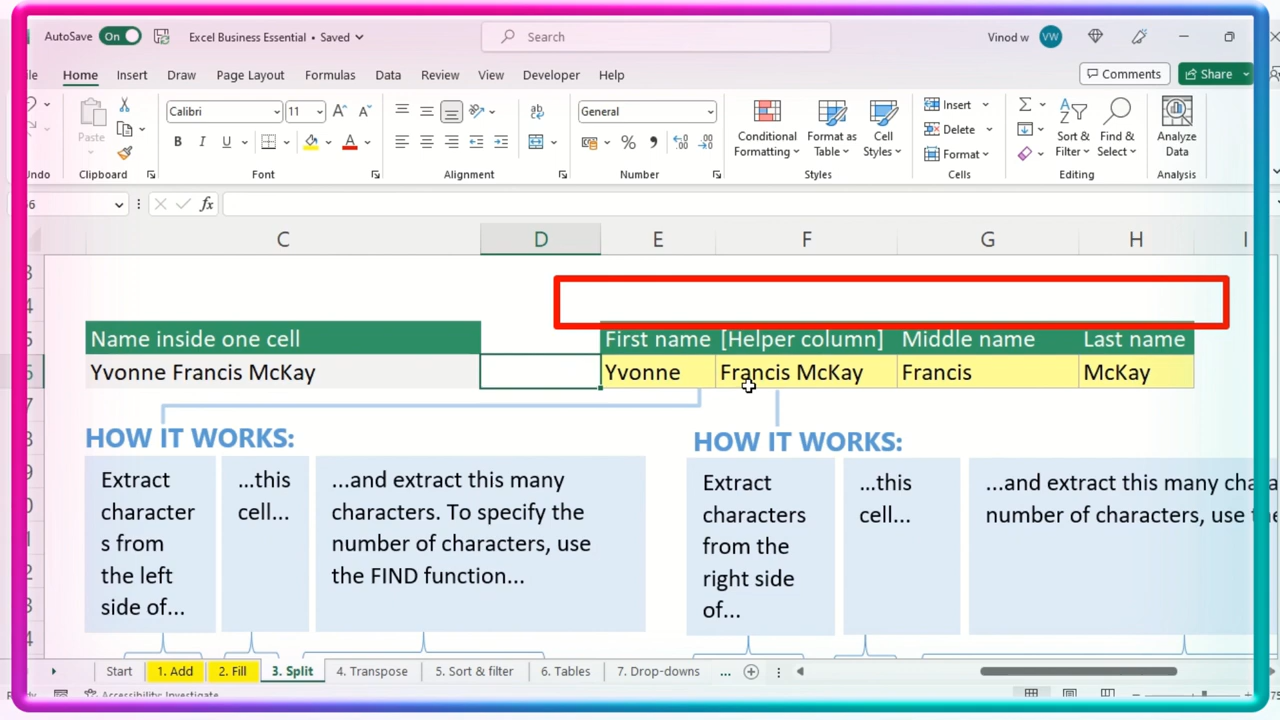 AutoSave On Excel Business Essential • Saved Search Vinod w VW
Home Insert Draw Page Layout Formulas Data Review View Developer Help Comments Share
Paste Calibri 11 General Conditional Formatting Format as Table Cell Styles Insert Delete Format Sort & Filter Find & Select Analyze Data
B I U
Clipboard Font Alignment Number Styles Cells Editing Analysis
fx
C D E F G H I
Name inside one cell First name [Helper column] Middle name Last name
Yvonne Francis McKay Yvonne Francis McKay Francis McKay
7
HOW IT WORKS: HOW IT WORKS:
Extract
character
s from
the left
side of...
...this
cell...
...and extract this many
characters. To specify the
number of characters, use
the FIND function...
Extract
characters
from the
right side
of...
...this
cell...
...and extract this many
number of characters, use
Start 1. Add 2. Fill 3. Split 4. Transpose 5. Sort & filter 6. Tables 7. Drop-downs ...